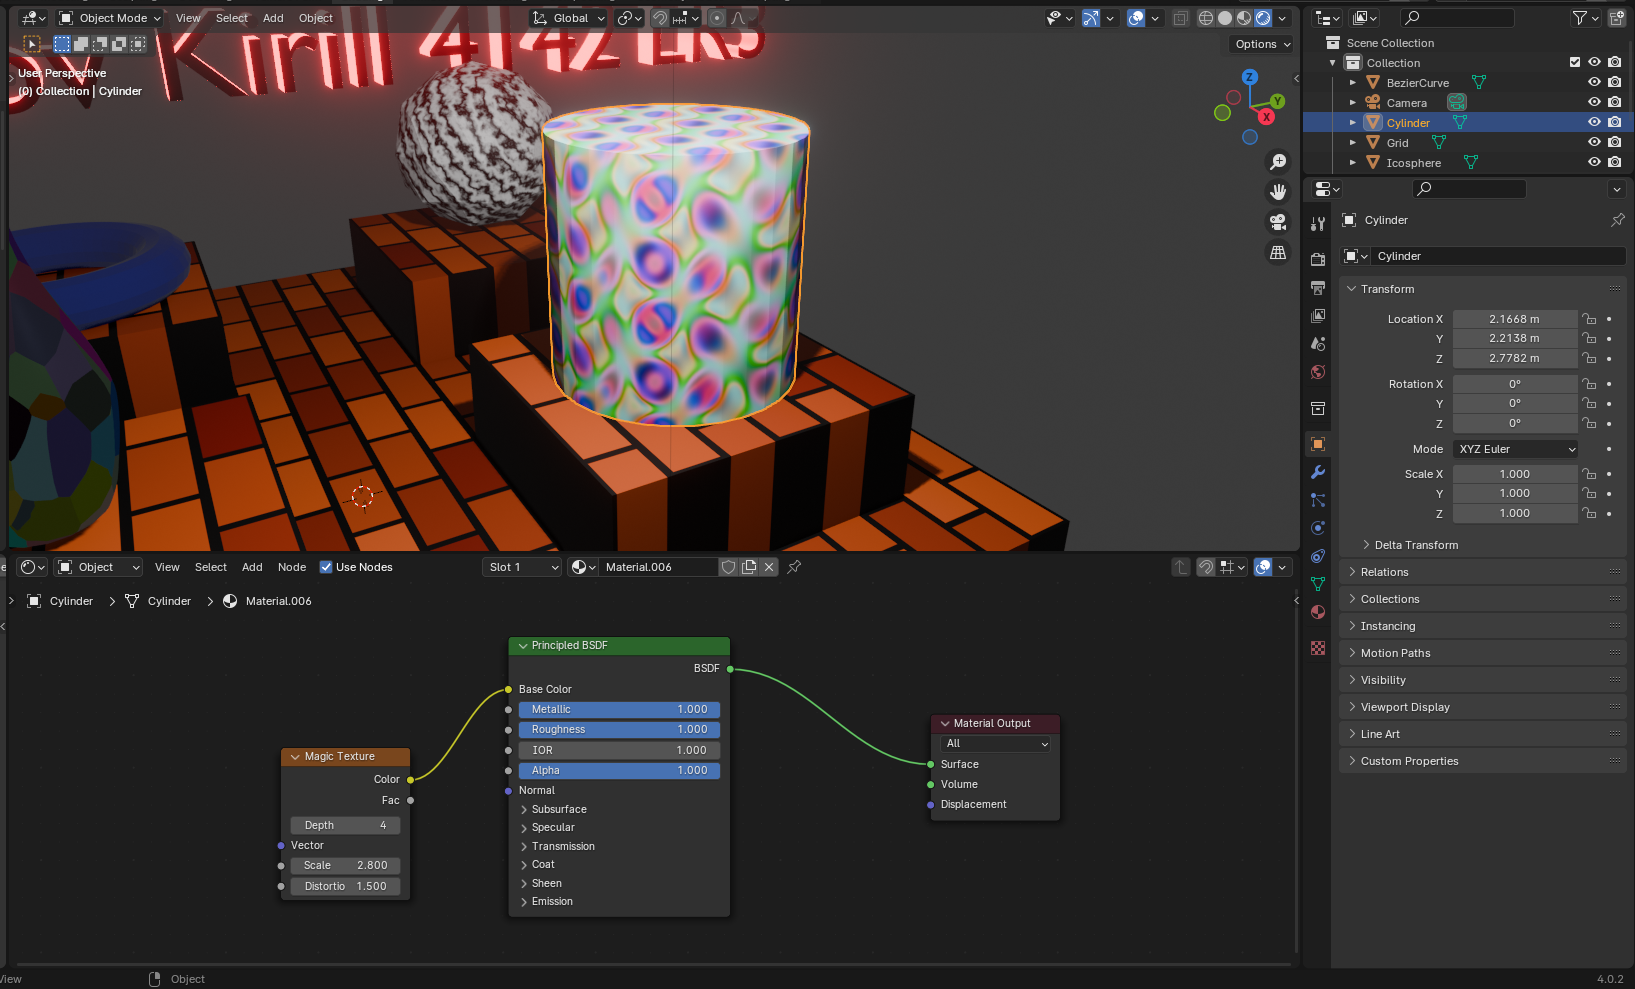 Object Mode View Select Add Object Global
Options
Kirill 4142
User Perspective
(0) Collection | Cylinder
Z
Y
X
Object View Select Add Node Use Nodes Slot 1 Material.006
Cylinder > Cylinder > Material.006
Principled BSDF
BSDF
Base Color
Metallic 1.000
Roughness 1.000
IOR 1.000
Alpha 1.000
Normal
Subsurface
Specular
Transmission
Coat
Sheen
Emission
Magic Texture
Color
Fac
Depth 4
Vector
Scale 2.800
Distortio 1.500
Material Output
All
Surface
Volume
Displacement
Scene Collection
Collection
BezierCurve
Camera
Cylinder
Grid
Icosphere
Cylinder
Cylinder
Transform
Location X 2.1668 m
Y 2.2138 m
Z 2.7782 m
Rotation X 0°
Y 0°
Z 0°
Mode XYZ Euler
Scale X 1.000
Y 1.000
Z 1.000
Delta Transform
Relations
Collections
Instancing
Motion Paths
Visibility
Viewport Display
Line Art
Custom Properties
View
Object
4.0.2